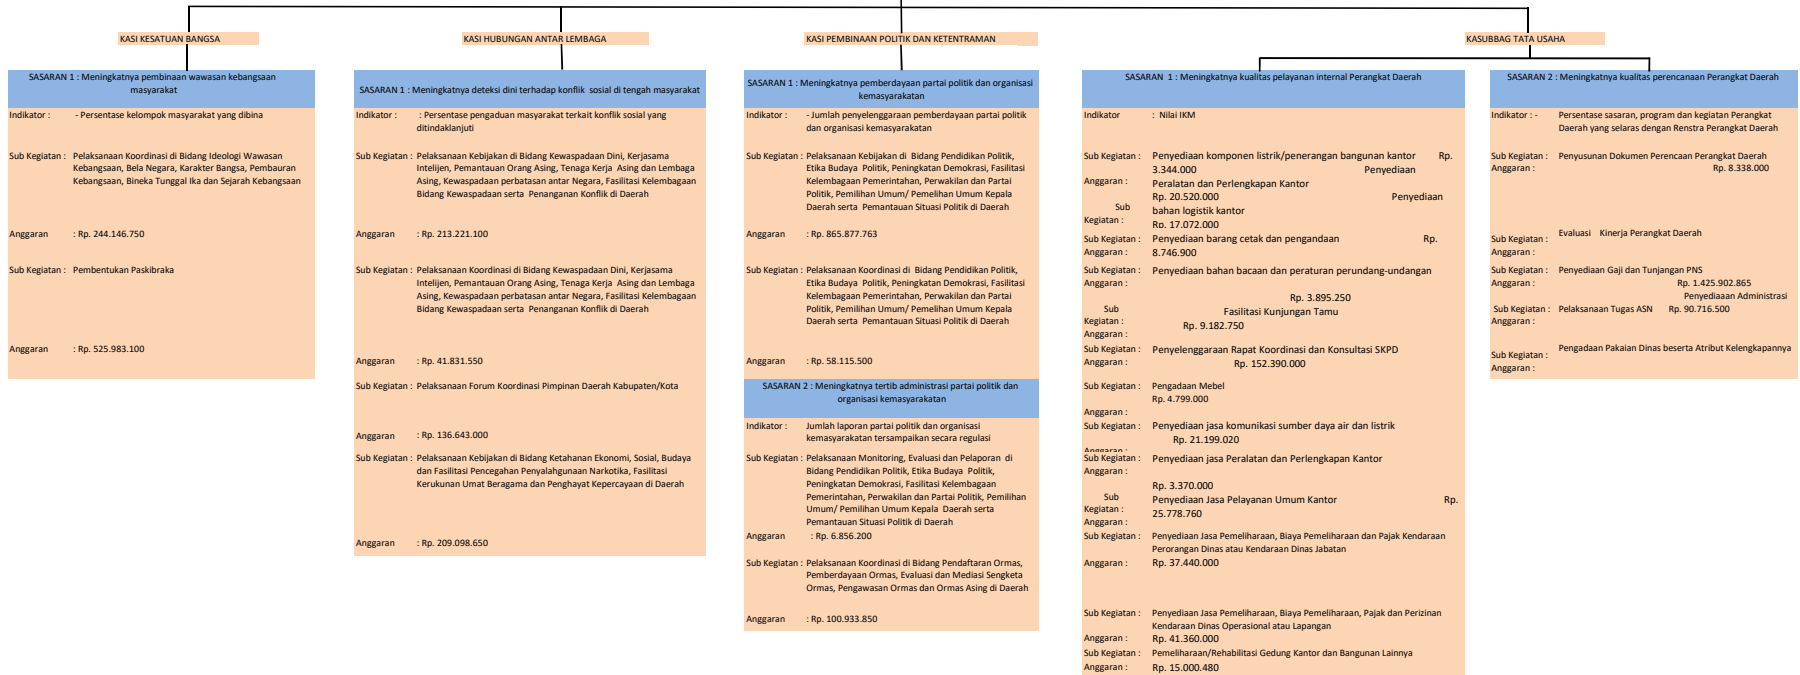 KASI KESATUAN BANGSA
SASARAN 1 : Meningkatnya pembinaan wawasan kebangsaan
masyarakat
Indikator : - Persentase kelompok masyarakat yang dibina
Sub Kegiatan : Pelaksanaan Koordinasi di Bidang Ideologi Wawasan
Kebangsaan, Bela Negara, Karakter Bangsa, Pembauran
Kebangsaan, Bineka Tunggal Ika dan Sejarah Kebangsaan
Anggaran : Rp. 244.146.750
Sub Kegiatan : Pembentukan Paskibraka
Anggaran : Rp. 525.983.100
KASI HUBUNGAN ANTAR LEMBAGA
SASARAN 1 : Meningkatnya deteksi dini terhadap konflik sosial di tengah masyarakat
Indikator : : Persentase pengaduan masyarakat terkait konflik sosial yang
ditindaklanjuti
Sub Kegiatan : Pelaksanaan Kebijakan di Bidang Kewaspadaan Dini, Kerjasama
Intelijen, Pemantauan Orang Asing, Tenaga Kerja Asing dan Lembaga
Asing, Kewaspadaan perbatasan antar Negara, Fasilitasi Kelembagaan
Bidang Kewaspadaan serta Penanganan Konflik di Daerah
Anggaran : Rp. 213.221.100
Sub Kegiatan : Pelaksanaan Koordinasi di Bidang Kewaspadaan Dini, Kerjasama
Intelijen, Pemantauan Orang Asing, Tenaga Kerja Asing dan Lembaga
Asing, Kewaspadaan perbatasan antar Negara, Fasilitasi Kelembagaan
Bidang Kewaspadaan serta Penanganan Konflik di Daerah
Anggaran : Rp. 41.831.550
Sub Kegiatan : Pelaksanaan Forum Koordinasi Pimpinan Daerah Kabupaten/Kota
Anggaran : Rp. 136.643.000
Sub Kegiatan : Pelaksanaan Kebijakan di Bidang Ketahanan Ekonomi, Sosial, Budaya
dan Fasilitasi Pencegahan Penyalahgunaan Narkotika, Fasilitasi
Kerukunan Umat Beragama dan Penghayat Kepercayaan di Daerah
Anggaran : Rp. 209.098.650
KASI PEMBINAAN POLITIK DAN KETENTRAMAN
SASARAN 1 : Meningkatnya pemberdayaan partai politik dan organisasi
kemasyarakatan
Indikator : - Jumlah penyelenggaraan pemberdayaan partai politik
dan organisasi kemasyarakatan
Sub Kegiatan : Pelaksanaan Kebijakan di Bidang Pendidikan Politik,
Etika Budaya Politik, Peningkatan Demokrasi, Fasilitasi
Kelembagaan Pemerintahan, Perwakilan dan Partai
Politik, Pemilihan Umum/ Pemelihan Umum Kepala
Daerah serta Pemantauan Situasi Politik di Daerah
Anggaran : Rp. 865.877.763
Sub Kegiatan : Pelaksanaan Koordinasi di Bidang Pendidikan Politik,
Etika Budaya Politik, Peningkatan Demokrasi, Fasilitasi
Kelembagaan Pemerintahan, Perwakilan dan Partai
Politik, Pemilihan Umum/ Pemelihan Umum Kepala
Daerah serta Pemantauan Situasi Politik di Daerah
Anggaran : Rp. 58.115.500
SASARAN 2 : Meningkatnya tertib administrasi partai politik dan
organisasi kemasyarakatan
Indikator : Jumlah laporan partai politik dan organisasi
kemasyarakatan tersampaikan secara regulasi
Sub Kegiatan : Pelaksanaan Monitoring, Evaluasi dan Pelaporan di
Bidang Pendidikan Politik, Etika Budaya Politik,
Peningkatan Demokrasi, Fasilitasi Kelembagaan
Pemerintahan, Perwakilan dan Partai Politik, Pemilihan
Umum/ Pemilihan Umum Kepala Daerah serta
Pemantauan Situasi Politik di Daerah
Anggaran : Rp. 6.856.200
Sub Kegiatan : Pelaksanaan Koordinasi di Bidang Pendaftaran Ormas,
Pemberdayaan Ormas, Evaluasi dan Mediasi Sengketa
Ormas, Pengawasan Ormas dan Ormas Asing di Daerah
Anggaran : Rp. 100.933.850
KASUBBAG TATA USAHA
SASARAN 1 : Meningkatnya kualitas pelayanan internal Perangkat Daerah
Indikator : Nilai IKM
Sub Kegiatan : Penyediaan komponen listrik/penerangan bangunan kantor Rp.
3.344.000 Penyediaan
Anggaran : Peralatan dan Perlengkapan Kantor
Rp. 20.520.000 Penyediaan
Sub bahan logistik kantor
Kegiatan : Rp. 17.072.000
Sub Kegiatan : Penyediaan barang cetak dan pengandaan Rp.
Anggaran : 8.746.900
Sub Kegiatan : Penyediaan bahan bacaan dan peraturan perundang-undangan
Anggaran :
Rp. 3.895.250
Sub Fasilitasi Kunjungan Tamu
Kegiatan : Rp. 9.182.750
Anggaran :
Sub Kegiatan : Penyelenggaraan Rapat Koordinasi dan Konsultasi SKPD
Anggaran : Rp. 152.390.000
Sub Kegiatan : Pengadaan Mebel
Rp. 4.799.000
Anggaran :
Sub Kegiatan : Penyediaan jasa komunikasi sumber daya air dan listrik
Rp. 21.199.020
Anggaran :
Sub Kegiatan : Penyediaan jasa Peralatan dan Perlengkapan Kantor
Anggaran :
Rp. 3.370.000
Sub Penyediaan Jasa Pelayanan Umum Kantor Rp.
Kegiatan : 25.778.760
Anggaran :
Sub Kegiatan : Penyediaan Jasa Pemeliharaan, Biaya Pemeliharaan dan Pajak Kendaraan
Perorangan Dinas atau Kendaraan Dinas Jabatan
Anggaran : Rp. 37.440.000
Sub Kegiatan : Penyediaan Jasa Pemeliharaan, Biaya Pemeliharaan, Pajak dan Perizinan
Kendaraan Dinas Operasional atau Lapangan
Anggaran : Rp. 41.360.000
Sub Kegiatan : Pemeliharaan/Rehabilitasi Gedung Kantor dan Bangunan Lainnya
Anggaran : Rp. 15.000.480
SASARAN 2 : Meningkatnya kualitas perencanaan Perangkat Daerah
Indikator : - Persentase sasaran, program dan kegiatan Perangkat
Daerah yang selaras dengan Renstra Perangkat Daerah
Sub Kegiatan : Penyusunan Dokumen Perencaan Perangkat Daerah
Anggaran : Rp. 8.338.000
Evaluasi Kinerja Perangkat Daerah
Sub Kegiatan :
Anggaran :
Sub Kegiatan : Penyediaan Gaji dan Tunjangan PNS
Anggaran : Rp. 1.425.902.865
Penyediaaan Administrasi
Sub Kegiatan : Pelaksanaan Tugas ASN Rp. 90.716.500
Anggaran :
Pengadaan Pakaian Dinas beserta Atribut Kelengkapannya
Sub Kegiatan :
Anggaran :